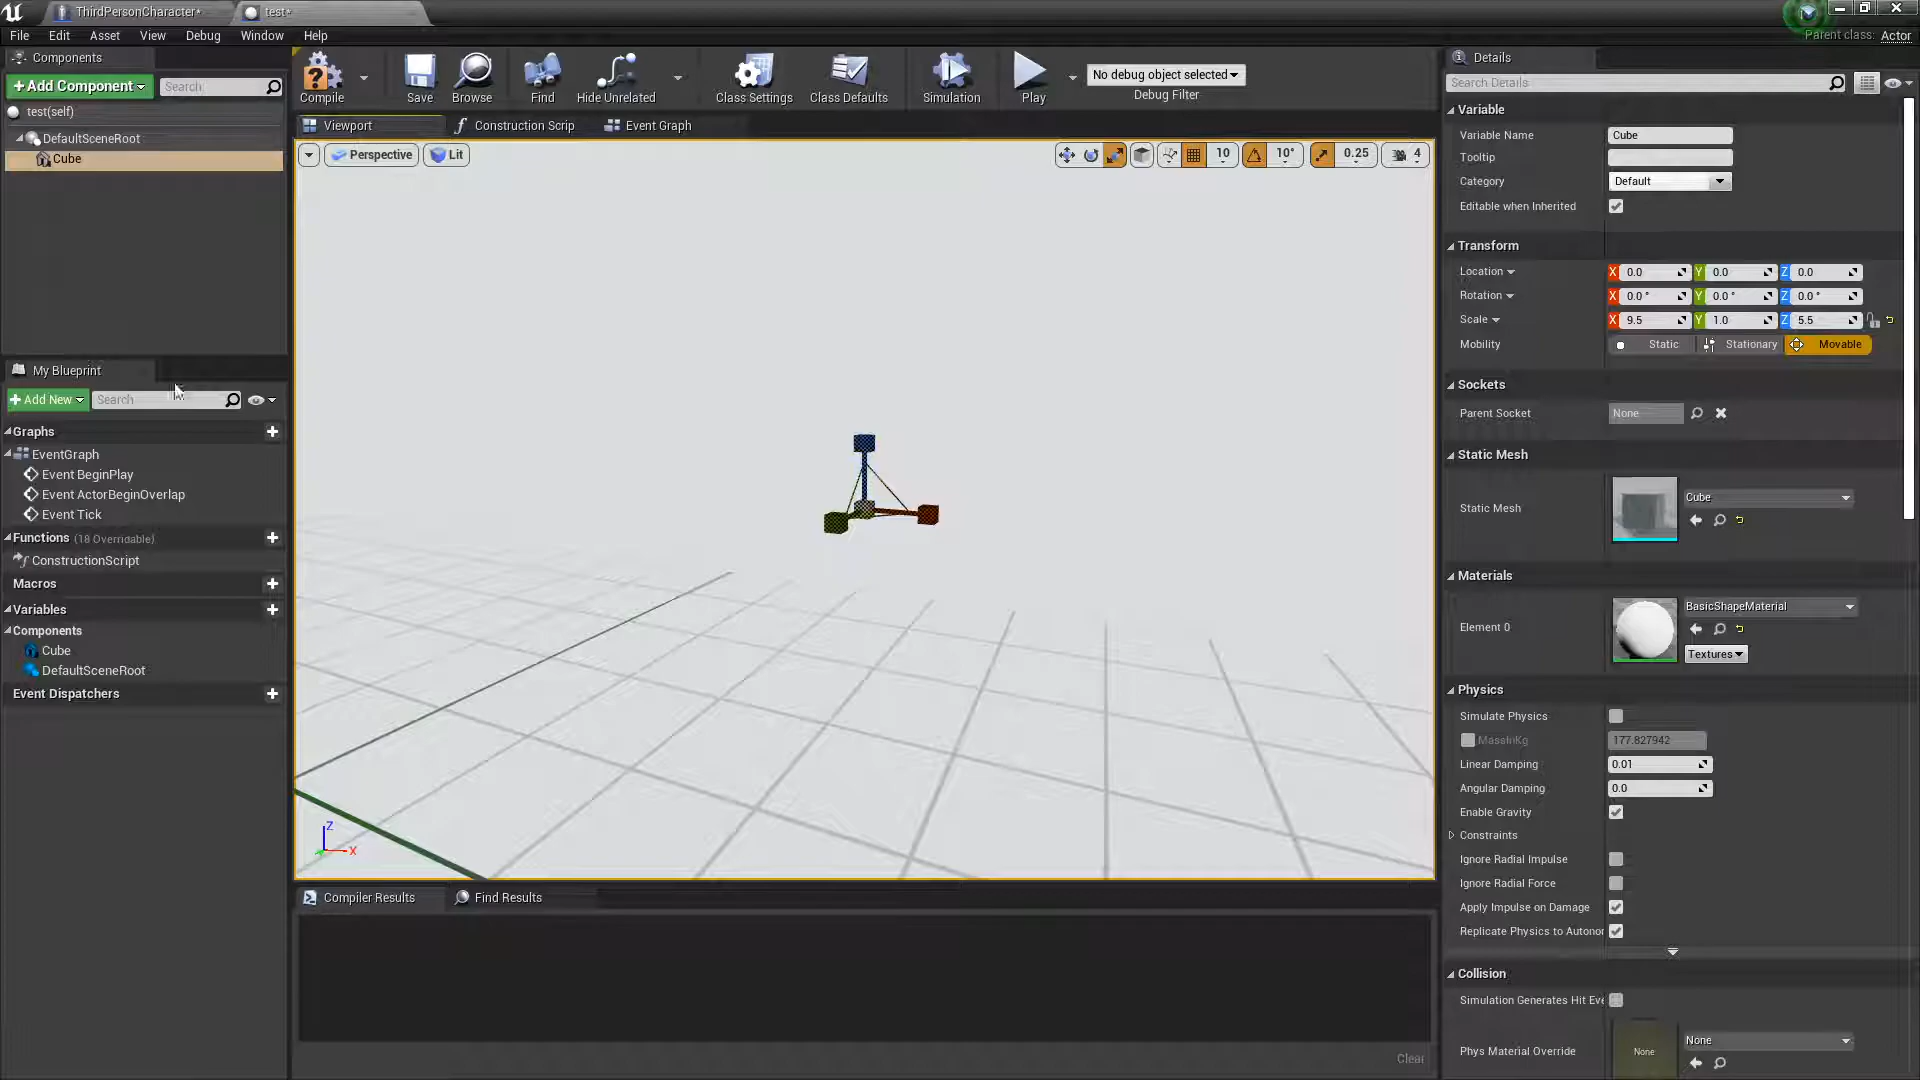 ThirdPersonCharacter*
test*
File
Edit
Asset
View
Debug
Window
Help
Parent class:
Actor
Components
+ Add Component
Search
test(self)
DefaultSceneRoot
Cube
Compile
Save
Browse
Find
Hide Unrelated
Class Settings
Class Defaults
Simulation
Play
No debug object selected
Debug Filter
Viewport
Construction Scrip
Event Graph
Perspective
Lit
10
10°
0.25
4
Z
X
My Blueprint
+ Add New
Search
Graphs
EventGraph
Event BeginPlay
Event ActorBeginOverlap
Event Tick
Functions (18 Overridable)
ConstructionScript
Macros
Variables
Components
Cube
DefaultSceneRoot
Event Dispatchers
Compiler Results
Find Results
Clear
Details
Search Details
Variable
Variable Name
Cube
Tooltip
Category
Default
Editable when Inherited
Transform
Location
X 0.0
Y 0.0
Z 0.0
Rotation
X 0.0 °
Y 0.0 °
Z 0.0 °
Scale
X 9.5
Y 1.0
Z 5.5
Mobility
Static
Stationary
Movable
Sockets
Parent Socket
None
Static Mesh
Static Mesh
Cube
Materials
Element 0
BasicShapeMaterial
Textures
Physics
Simulate Physics
MassInKg
177.827942
Linear Damping
0.01
Angular Damping
0.0
Enable Gravity
Constraints
Ignore Radial Impulse
Ignore Radial Force
Apply Impulse on Damage
Replicate Physics to Autonor
Collision
Simulation Generates Hit Eve
Phys Material Override
None
None